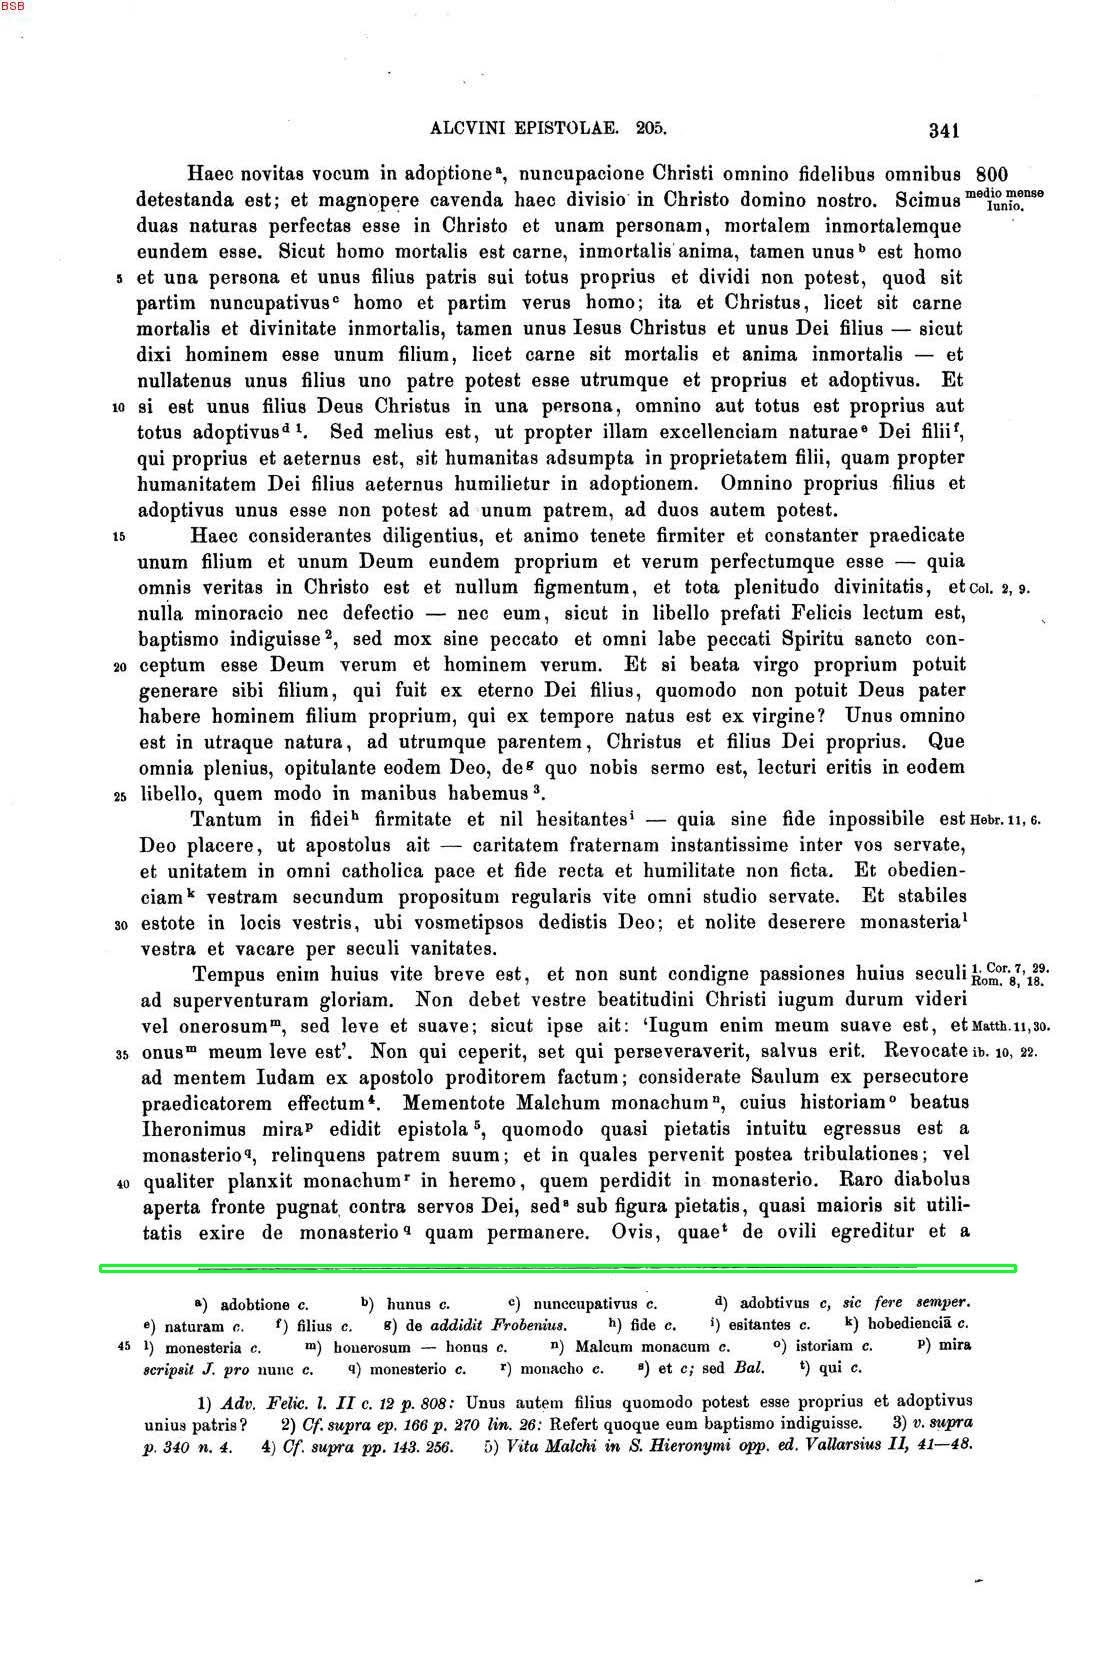 BSB
ALCVINI EPISTOLAE. 205. 341
Haec novitas vocum in adoptione ᵃ, nuncupacione Christi omnino fidelibus omnibus 800
detestanda est; et magnopere cavenda haec divisio in Christo domino nostro. Scimus medio mense Iunio.
duas naturas perfectas esse in Christo et unam personam, mortalem inmortalemque
eundem esse. Sicut homo mortalis est carne, inmortalis anima, tamen unus ᵇ est homo
5 et una persona et unus filius patris sui totus proprius et dividi non potest, quod sit
partim nuncupativus ᶜ homo et partim verus homo; ita et Christus, licet sit carne
mortalis et divinitate inmortalis, tamen unus Iesus Christus et unus Dei filius — sicut
dixi hominem esse unum filium, licet carne sit mortalis et anima inmortalis — et
nullatenus unus filius uno patre potest esse utrumque et proprius et adoptivus. Et
10 si est unus filius Deus Christus in una persona, omnino aut totus est proprius aut
totus adoptivus ᵈ ¹. Sed melius est, ut propter illam excellenciam naturae ᵉ Dei filii ᶠ,
qui proprius et aeternus est, sit humanitas adsumpta in proprietatem filii, quam propter
humanitatem Dei filius aeternus humilietur in adoptionem. Omnino proprius filius et
adoptivus unus esse non potest ad unum patrem, ad duos autem potest.
15 Haec considerantes diligentius, et animo tenete firmiter et constanter praedicate
unum filium et unum Deum eundem proprium et verum perfectumque esse — quia
omnis veritas in Christo est et nullum figmentum, et tota plenitudo divinitatis, et Col. 2, 9.
nulla minoracio nec defectio — nec eum, sicut in libello prefati Felicis lectum est,
baptismo indiguisse ², sed mox sine peccato et omni labe peccati Spiritu sancto con-
20 ceptum esse Deum verum et hominem verum. Et si beata virgo proprium potuit
generare sibi filium, qui fuit ex eterno Dei filius, quomodo non potuit Deus pater
habere hominem filium proprium, qui ex tempore natus est ex virgine? Unus omnino
est in utraque natura, ad utrumque parentem, Christus et filius Dei proprius. Que
omnia plenius, opitulante eodem Deo, de ᵍ quo nobis sermo est, lecturi eritis in eodem
25 libello, quem modo in manibus habemus ³.
Tantum in fidei ʰ firmitate et nil hesitantes ⁱ — quia sine fide inpossibile est Hebr. 11, 6.
Deo placere, ut apostolus ait — caritatem fraternam instantissime inter vos servate,
et unitatem in omni catholica pace et fide recta et humilitate non ficta. Et obedien-
ciam ᵏ vestram secundum propositum regularis vite omni studio servate. Et stabiles
30 estote in locis vestris, ubi vosmetipsos dedistis Deo; et nolite deserere monasteria ˡ
vestra et vacare per seculi vanitates.
Tempus enim huius vite breve est, et non sunt condigne passiones huius seculi 1. Cor. 7, 29. Rom. 8, 18.
ad superventuram gloriam. Non debet vestre beatitudini Christi iugum durum videri
vel onerosum ᵐ, sed leve et suave; sicut ipse ait: 'Iugum enim meum suave est, et Matth. 11, 30.
35 onus ᵐ meum leve est'. Non qui ceperit, set qui perseveraverit, salvus erit. Revocate ib. 10, 22.
ad mentem Iudam ex apostolo proditorem factum; considerate Saulum ex persecutore
praedicatorem effectum ⁴. Mementote Malchum monachum ⁿ, cuius historiam ᵒ beatus
Iheronimus mira ᵖ edidit epistola ⁵, quomodo quasi pietatis intuitu egressus est a
monasterio q, relinquens patrem suum; et in quales pervenit postea tribulationes; vel
40 qualiter planxit monachum ʳ in heremo, quem perdidit in monasterio. Raro diabolus
aperta fronte pugnat contra servos Dei, sed ˢ sub figura pietatis, quasi maioris sit utili-
tatis exire de monasterio q quam permanere. Ovis, quae ᵗ de ovili egreditur et a
a) adobtione c. b) hunus c. c) nunccupativus c. d) adobtivus c, sic fere semper.
e) naturam c. f) filius c. g) de addidit Frobenius. h) fide c. i) esitantes c. k) hobedienciā c.
45 l) monesteria c. m) honerosum — honus c. n) Malcum monacum c. o) istoriam c. p) mira
scripsit J. pro nunc c. q) monesterio c. r) monacho c. s) et c; sed Bal. t) qui c.
1) Adv. Felic. l. II c. 12 p. 808: Unus autem filius quomodo potest esse proprius et adoptivus
unius patris? 2) Cf. supra ep. 166 p. 270 lin. 26: Refert quoque eum baptismo indiguisse. 3) v. supra
p. 340 n. 4. 4) Cf. supra pp. 143. 256. 5) Vita Malchi in S. Hieronymi opp. ed. Vallarsius II, 41—48.